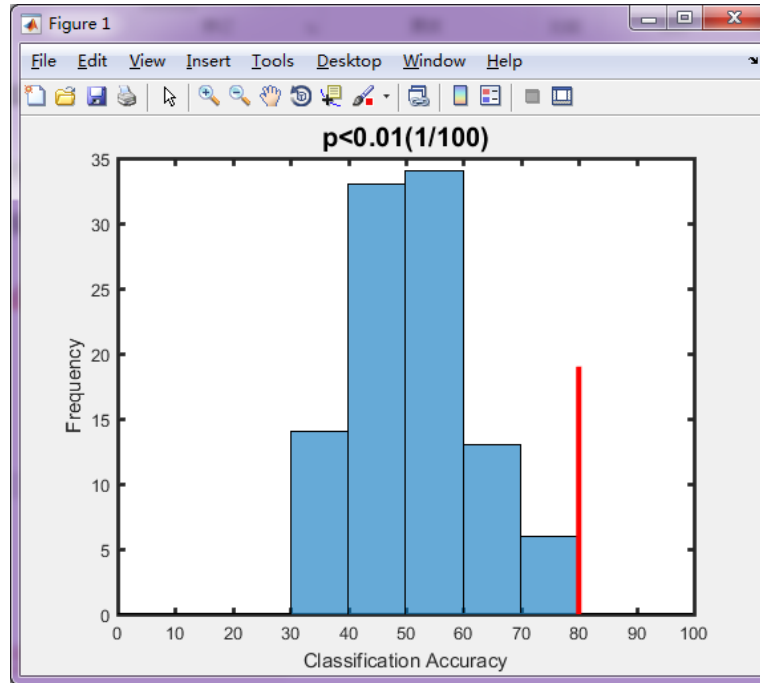 Figure 1
File Edit View Insert Tools Desktop Window Help
p<0.01(1/100)
35
30
25
20
15
10
5
0
Frequency
0 10 20 30 40 50 60 70 80 90 100
Classification Accuracy